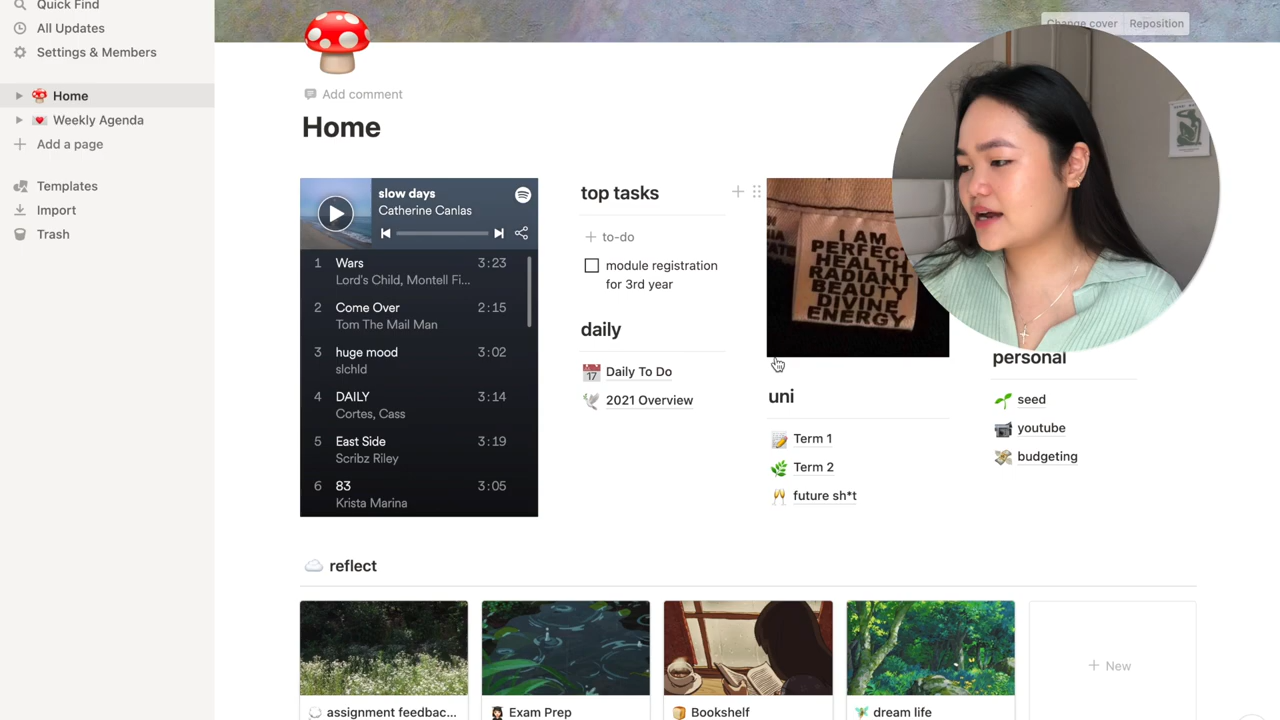 Quick Find
All Updates
Settings & Members
Home
Weekly Agenda
Add a page
Templates
Import
Trash
Change cover
Reposition
Add comment
Home
slow days
Catherine Canlas
1 Wars 3:23
Lord's Child, Montell Fi...
2 Come Over 2:15
Tom The Mail Man
3 huge mood 3:02
slchld
4 DAILY 3:14
Cortes, Cass
5 East Side 3:19
Scribz Riley
6 83 3:05
Krista Marina
top tasks
+ to-do
module registration
for 3rd year
daily
17
Daily To Do
2021 Overview
I AM
PERFECT
HEALTH
RADIANT
BEAUTY
DIVINE
ENERGY
uni
Term 1
Term 2
future sh*t
personal
seed
youtube
budgeting
reflect
assignment feedbac...
Exam Prep
Bookshelf
dream life
+ New